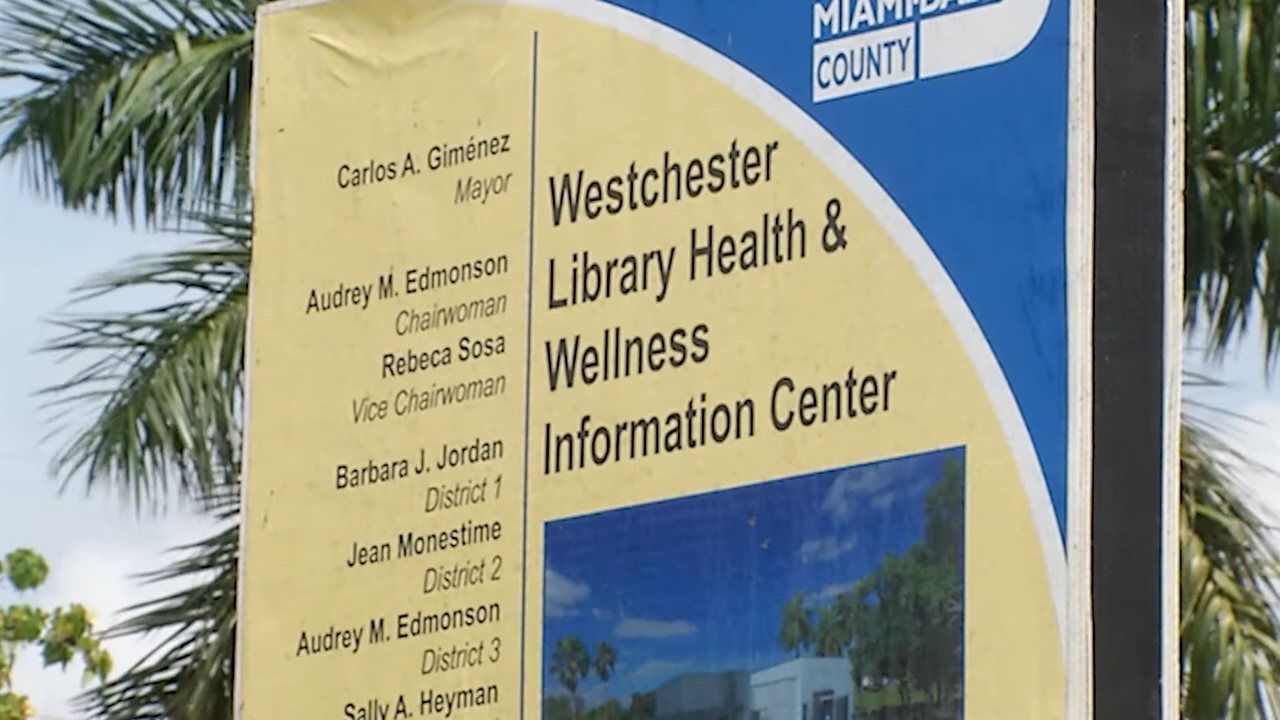 MIAMI-DADE
COUNTY
Carlos A. Giménez
Mayor
Audrey M. Edmonson
Chairwoman
Rebeca Sosa
Vice Chairwoman
Barbara J. Jordan
District 1
Jean Monestime
District 2
Audrey M. Edmonson
District 3
Sally A. Heyman
Westchester
Library Health &
Wellness
Information Center